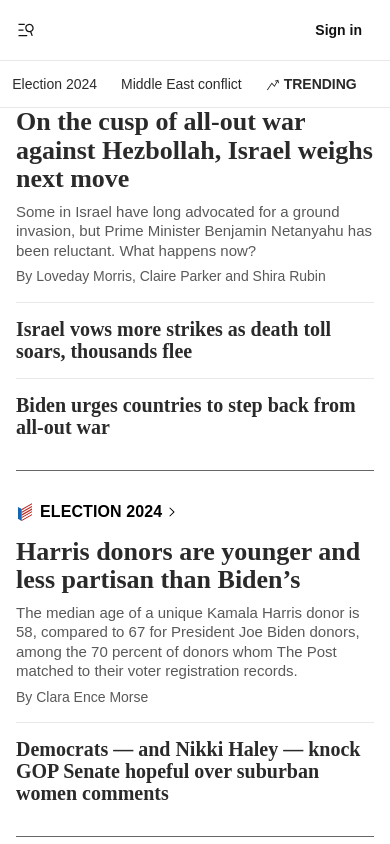 Sign in
Election 2024 Middle East conflict TRENDING
On the cusp of all-out war
against Hezbollah, Israel weighs
next move
Some in Israel have long advocated for a ground
invasion, but Prime Minister Benjamin Netanyahu has
been reluctant. What happens now?
By Loveday Morris, Claire Parker and Shira Rubin
Israel vows more strikes as death toll
soars, thousands flee
Biden urges countries to step back from
all-out war
ELECTION 2024
Harris donors are younger and
less partisan than Biden’s
The median age of a unique Kamala Harris donor is
58, compared to 67 for President Joe Biden donors,
among the 70 percent of donors whom The Post
matched to their voter registration records.
By Clara Ence Morse
Democrats — and Nikki Haley — knock
GOP Senate hopeful over suburban
women comments